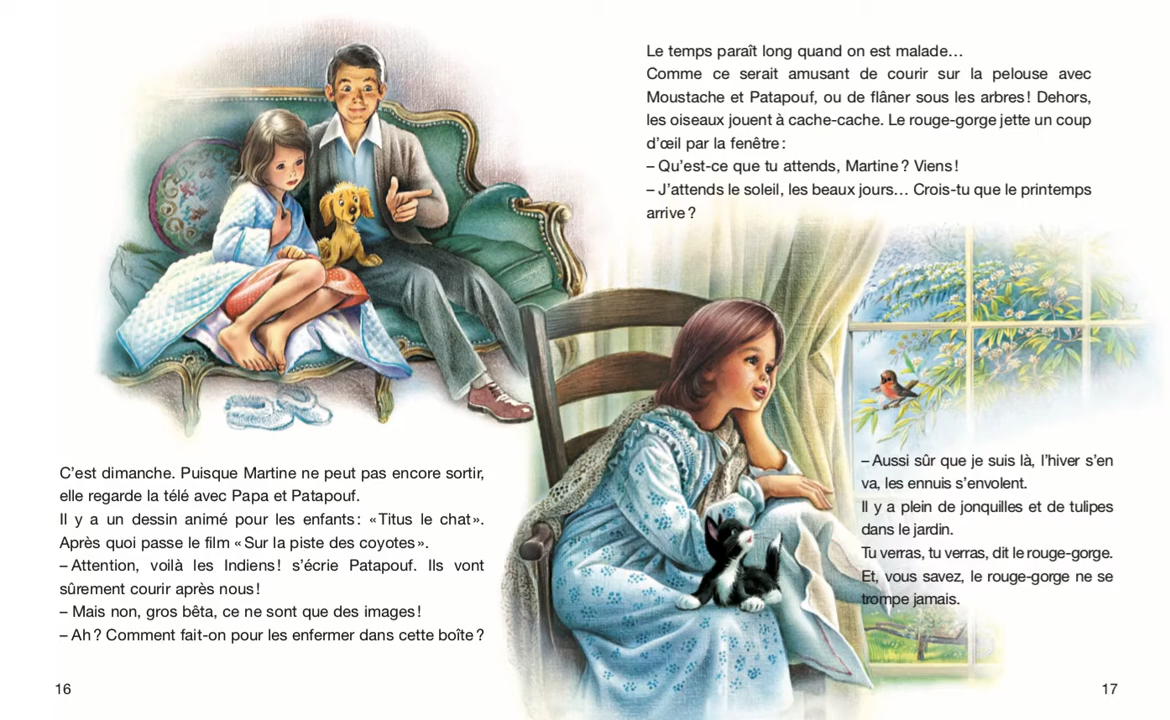 C’est dimanche. Puisque Martine ne peut pas encore sortir,
elle regarde la télé avec Papa et Patapouf.
Il y a un dessin animé pour les enfants : « Titus le chat ».
Après quoi passe le film « Sur la piste des coyotes ».
– Attention, voilà les Indiens ! s’écrie Patapouf. Ils vont
sûrement courir après nous !
– Mais non, gros bêta, ce ne sont que des images !
– Ah ? Comment fait-on pour les enfermer dans cette boîte ?
16
Le temps paraît long quand on est malade…
Comme ce serait amusant de courir sur la pelouse avec
Moustache et Patapouf, ou de flâner sous les arbres ! Dehors,
les oiseaux jouent à cache-cache. Le rouge-gorge jette un coup
d’œil par la fenêtre :
– Qu’est-ce que tu attends, Martine ? Viens !
– J’attends le soleil, les beaux jours… Crois-tu que le printemps
arrive ?
– Aussi sûr que je suis là, l’hiver s’en
va, les ennuis s’envolent.
Il y a plein de jonquilles et de tulipes
dans le jardin.
Tu verras, tu verras, dit le rouge-gorge.
Et, vous savez, le rouge-gorge ne se
trompe jamais.
17